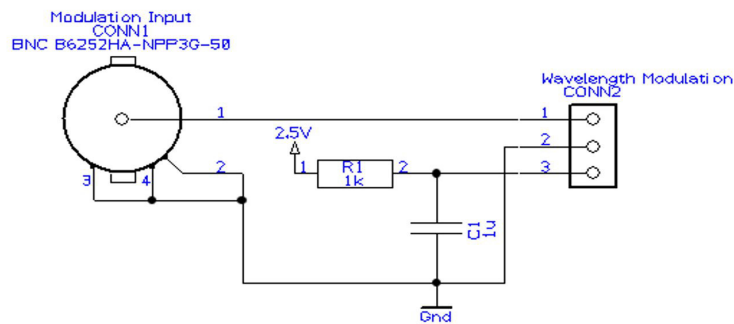 Modulation Input
CONN1
BNC B6252HA-NPP3G-50
Wavelength Modulation
CONN2
1
1
2.5V
2
3
4
2
1
R1
1k
2
3
C1
1u
Gnd